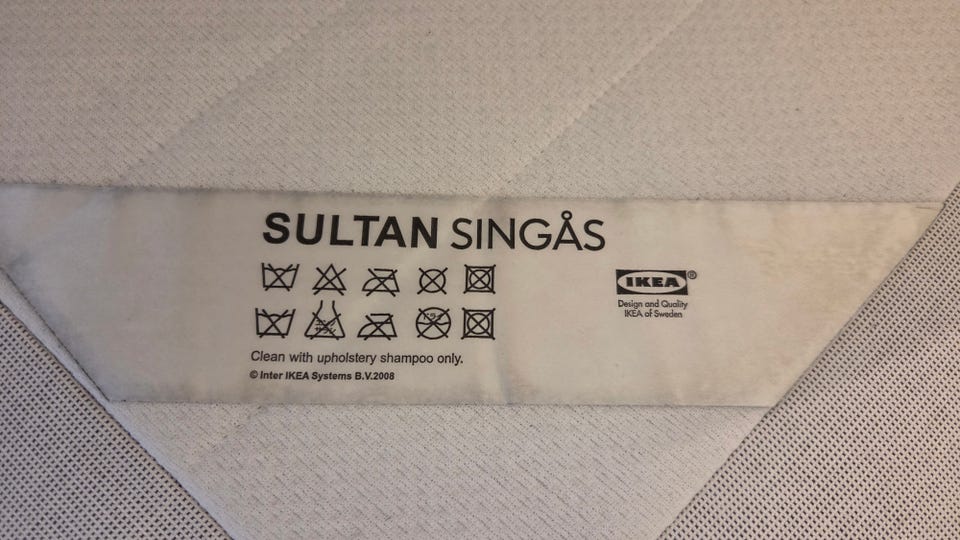 SULTAN SINGÅS
IKEA®
Design and Quality
IKEA of Sweden
Clean with upholstery shampoo only.
© Inter IKEA Systems B.V.2008